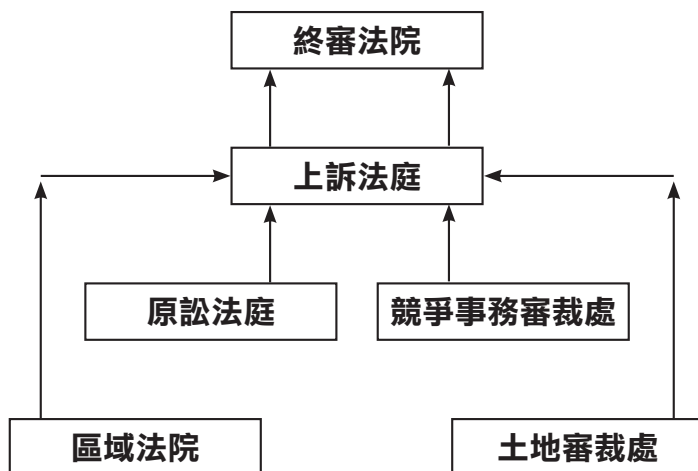 終審法院
上訴法庭
原訟法庭
競爭事務審裁處
區域法院
土地審裁處